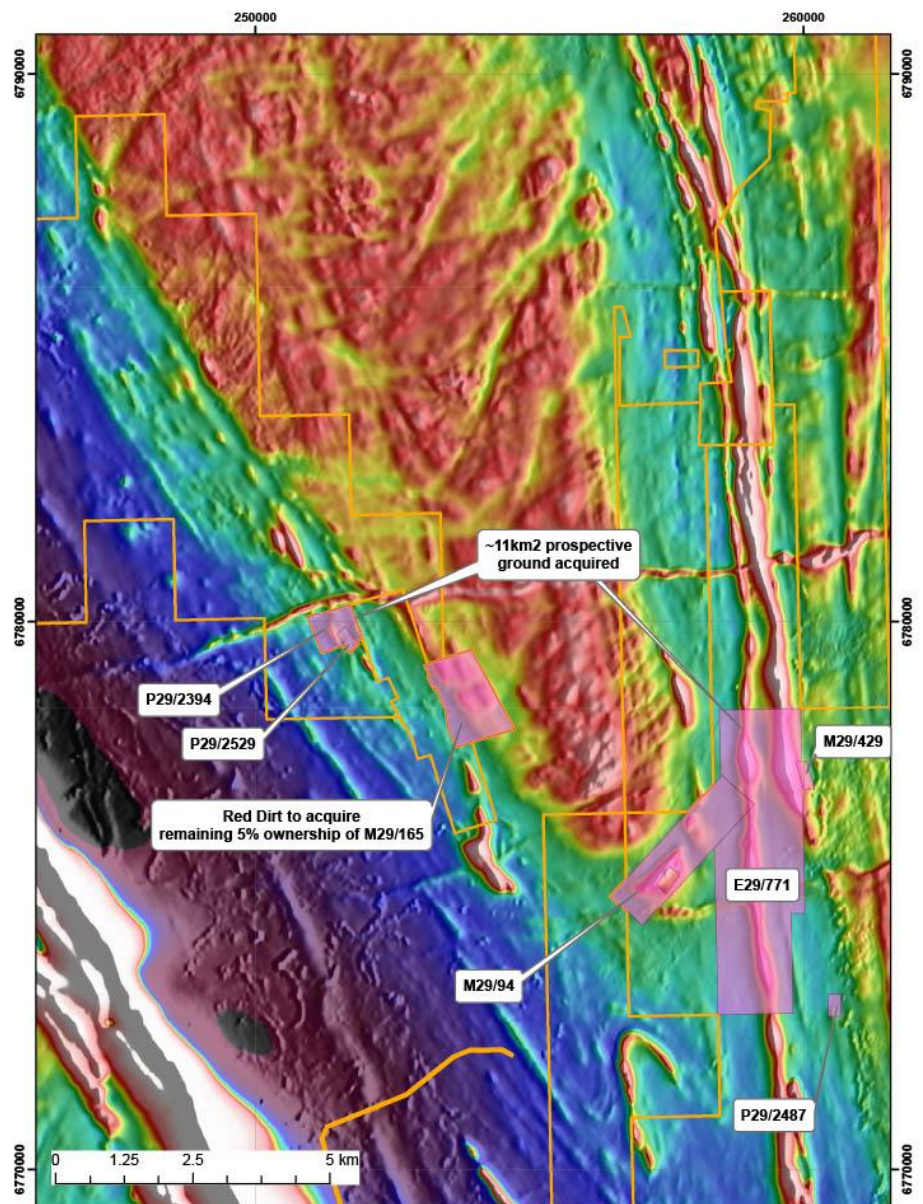 250000
260000
6790000
6790000
~11km2 prospective
ground acquired
6780000
6780000
P29/2394
P29/2529
M29/429
Red Dirt to acquire
remaining 5% ownership of M29/165
E29/771
M29/94
P29/2487
0 1.25 2.5 5 km
6770000
6770000